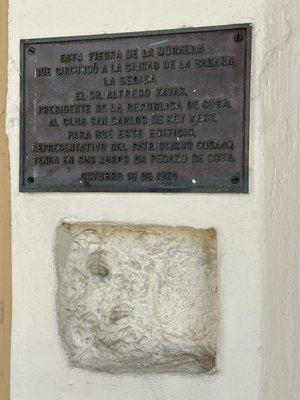 ESTA PIEDRA DE LA MURALLA
QUE CIRCUNDÓ A LA CIUDAD DE LA HABANA,
LA DEDICA
EL DR. ALFREDO ZAYAS,
PRESIDENTE DE LA REPUBLICA DE CUBA,
AL CLUB SAN CARLOS DE KEY WEST,
PARA QUE ESTE EDIFICIO,
REPRESENTATIVO DEL PATRIOTISMO CUBANO,
TENGA EN SUS MUROS UN PEDAZO DE CUBA.
OCTUBRE 10 DE 1924